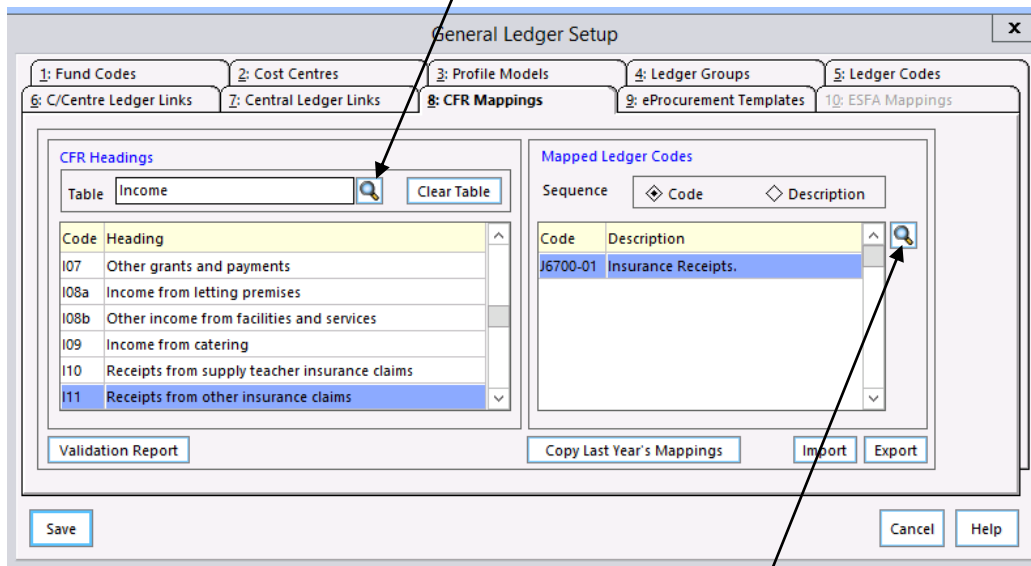 General Ledger Setup
x
1: Fund Codes 2: Cost Centres 3: Profile Models 4: Ledger Groups 5: Ledger Codes
6: C/Centre Ledger Links 7: Central Ledger Links 8: CFR Mappings 9: eProcurement Templates 10: ESFA Mappings
CFR Headings
Table Income Clear Table
Code Heading
I07 Other grants and payments
I08a Income from letting premises
I08b Other income from facilities and services
I09 Income from catering
I10 Receipts from supply teacher insurance claims
I11 Receipts from other insurance claims
Validation Report
Mapped Ledger Codes
Sequence Code Description
Code Description
J6700-01 Insurance Receipts.
Copy Last Year's Mappings Import Export
Save Cancel Help